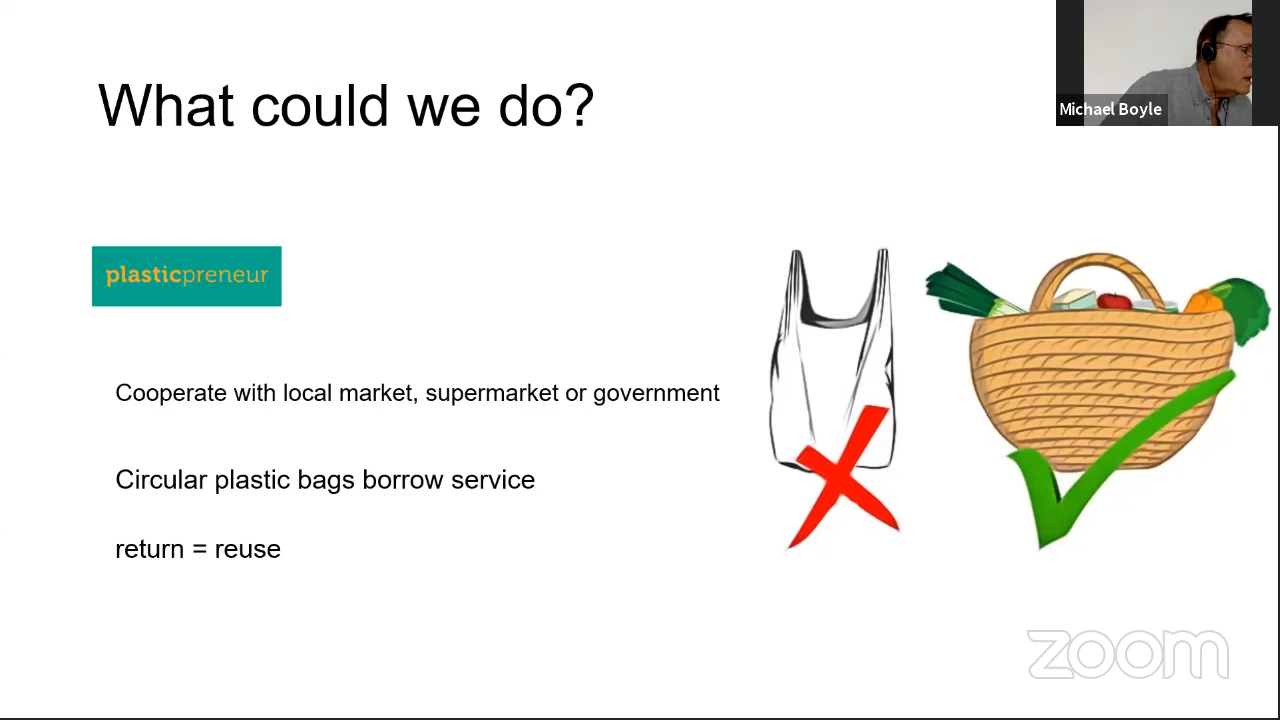 What could we do?
Michael Boyle
plasticpreneur
Cooperate with local market, supermarket or government
Circular plastic bags borrow service
return = reuse
zoom